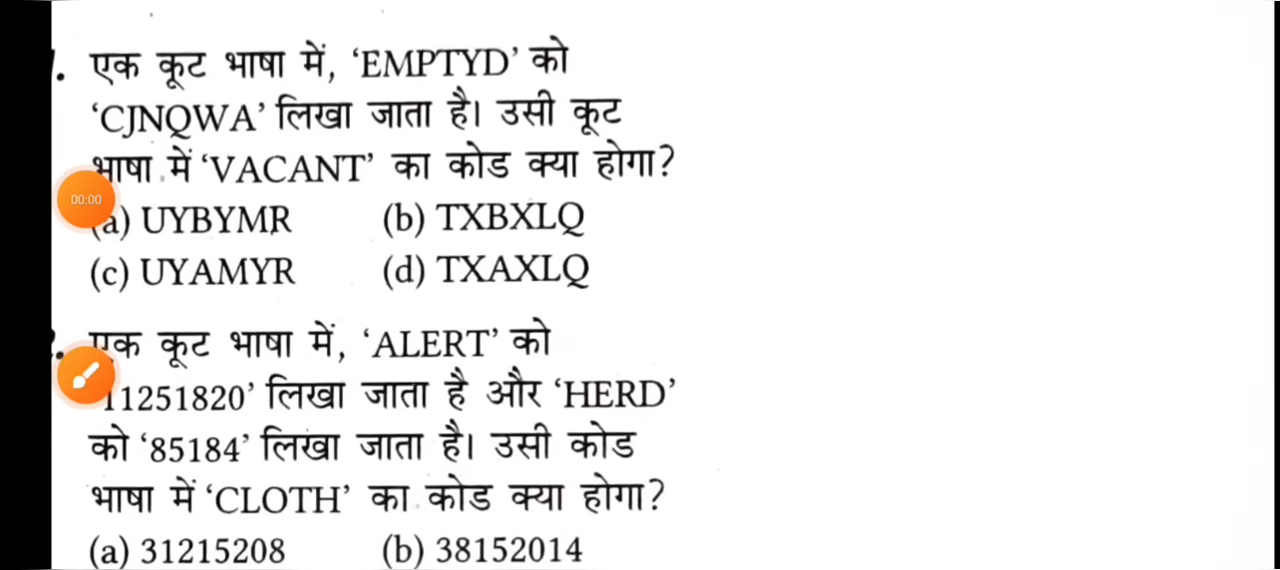 . एक कूट भाषा में, ‘EMPTYD’ को
‘CJNQWA’ लिखा जाता है। उसी कूट
भाषा में ‘VACANT’ का कोड क्या होगा?
00:00
(a) UYBYMR (b) TXBXLQ
(c) UYAMYR (d) TXAXLQ
. एक कूट भाषा में, ‘ALERT’ को
11251820’ लिखा जाता है और ‘HERD’
को ‘85184’ लिखा जाता है। उसी कोड
भाषा में ‘CLOTH’ का कोड क्या होगा?
(a) 31215208 (b) 38152014